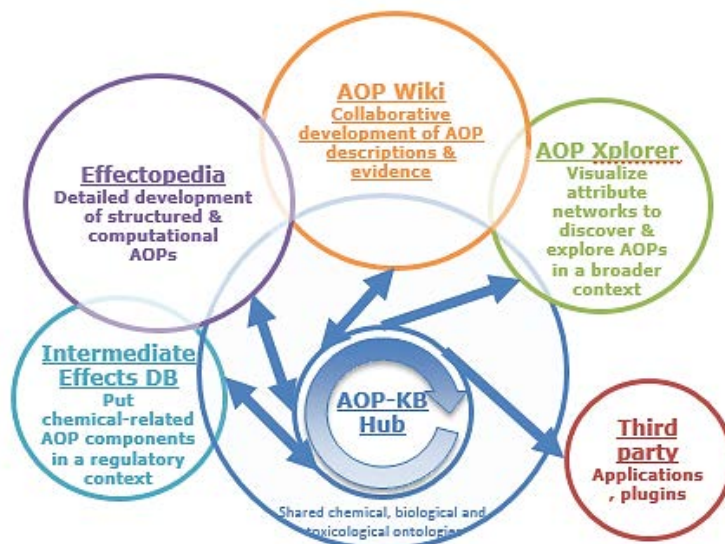 AOP Wiki
Collaborative
development of AOP
descriptions &
evidence
Effectopedia
Detailed development
of structured &
computational
AOPs
AOP Xplorer
Visualize
attribute
networks to
discover &
explore AOPs
in a broader
context
Intermediate
Effects DB
Put
chemical-related
AOP components
in a regulatory
context
AOP-KB
Hub
Third
party
Applications
, plugins
Shared chemical, biological and
toxicological ontologies